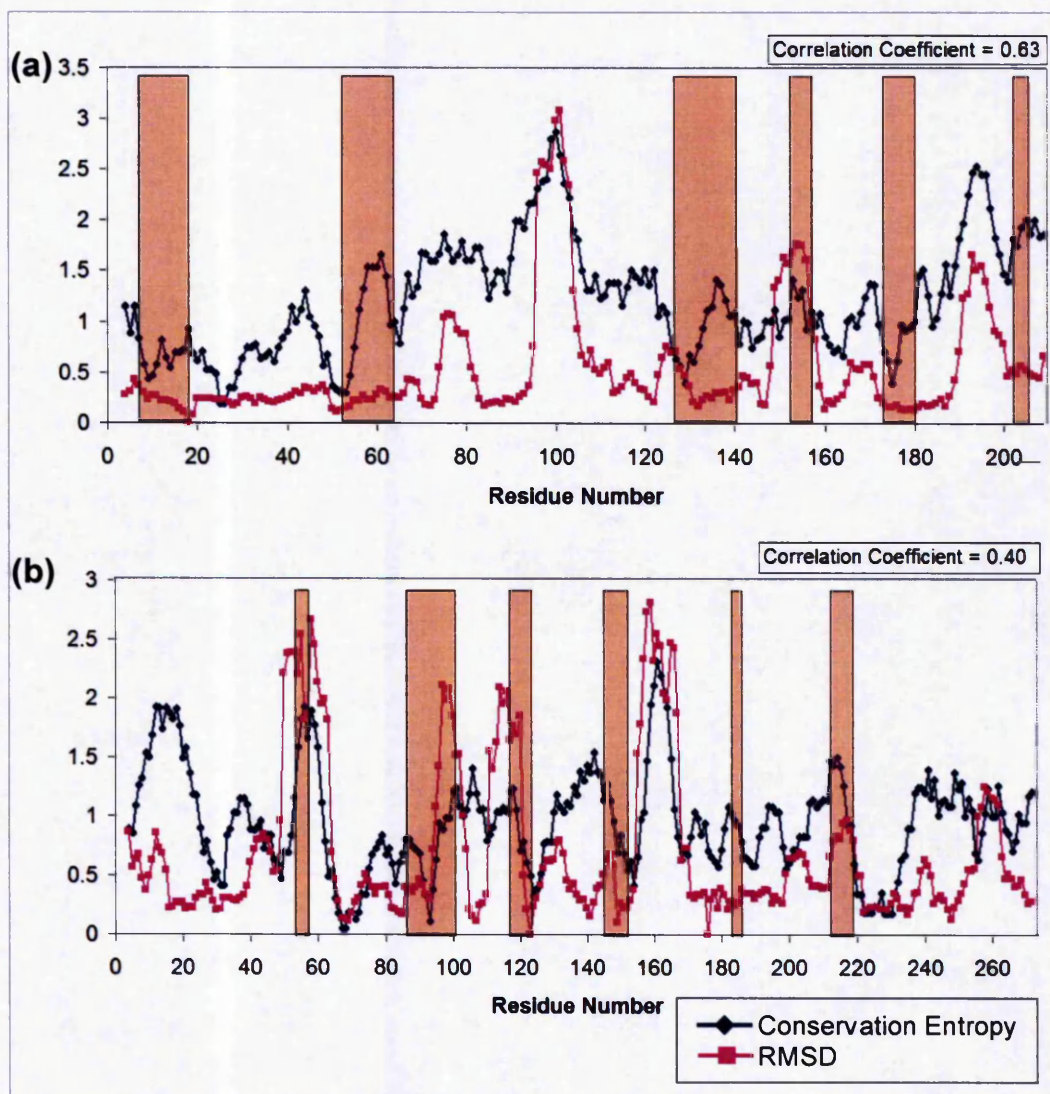 Correlation Coefficient = 0.63
(a)
3.5
3
2.5
2
1.5
1
0.5
0
0 20 40 60 80 100 120 140 160 180 200
Residue Number
Correlation Coefficient = 0.40
(b)
3
2.5
2
1.5
1
0.5
0
0 20 40 60 80 100 120 140 160 180 200 220 240 260
Residue Number
Conservation Entropy
RMSD